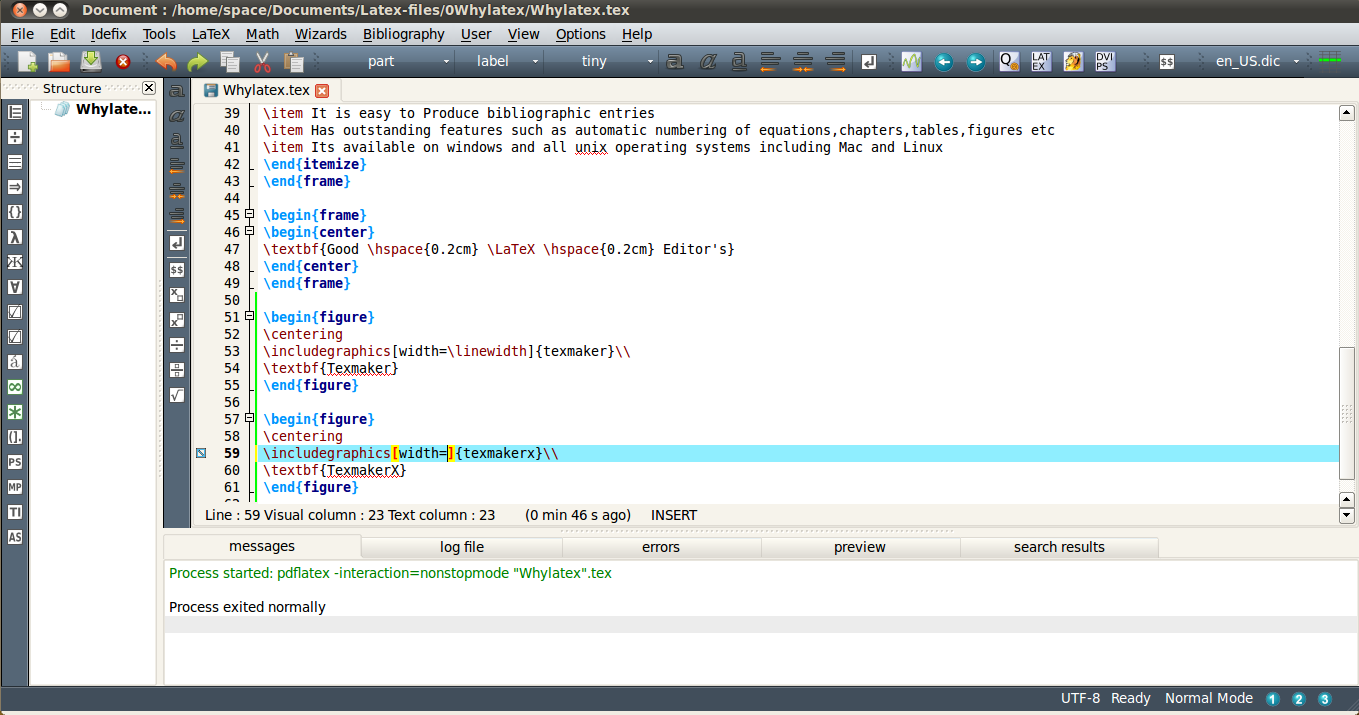 Document : /home/space/Documents/Latex-files/0Whylatex/Whylatex.tex
File Edit Idefix Tools LaTeX Math Wizards Bibliography User View Options Help
part label tiny LAT EX DVI PS $$ en_US.dic
Structure
Whylate...
Whylatex.tex
39 \item It is easy to Produce bibliographic entries
40 \item Has outstanding features such as automatic numbering of equations,chapters,tables,figures etc
41 \item Its available on windows and all unix operating systems including Mac and Linux
42 \end{itemize}
43 \end{frame}
44
45 \begin{frame}
46 \begin{center}
47 \textbf{Good \hspace{0.2cm} \LaTeX \hspace{0.2cm} Editor's}
48 \end{center}
49 \end{frame}
50
51 \begin{figure}
52 \centering
53 \includegraphics[width=\linewidth]{texmaker}\\
54 \textbf{Texmaker}
55 \end{figure}
56
57 \begin{figure}
58 \centering
59 \includegraphics[width=]{texmakerx}\\
60 \textbf{TexmakerX}
61 \end{figure}
Line : 59 Visual column : 23 Text column : 23 (0 min 46 s ago) INSERT
messages log file errors preview search results
Process started: pdflatex -interaction=nonstopmode "Whylatex".tex
Process exited normally
UTF-8 Ready Normal Mode 1 2 3